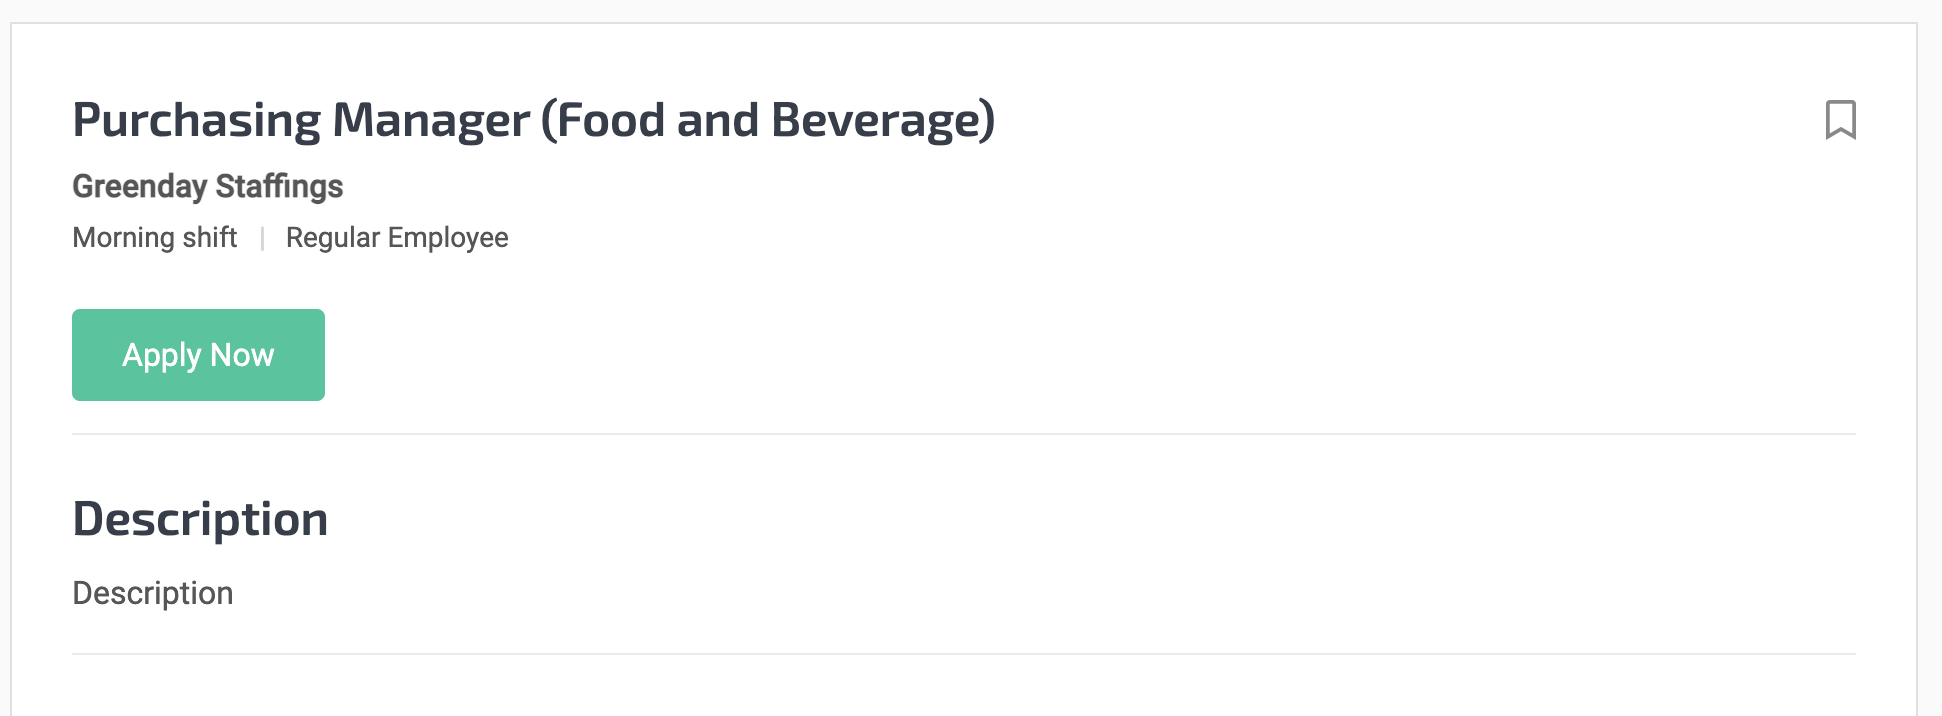 Purchasing Manager (Food and Beverage)
Greenday Staffings
Morning shift | Regular Employee
Apply Now
Description
Description